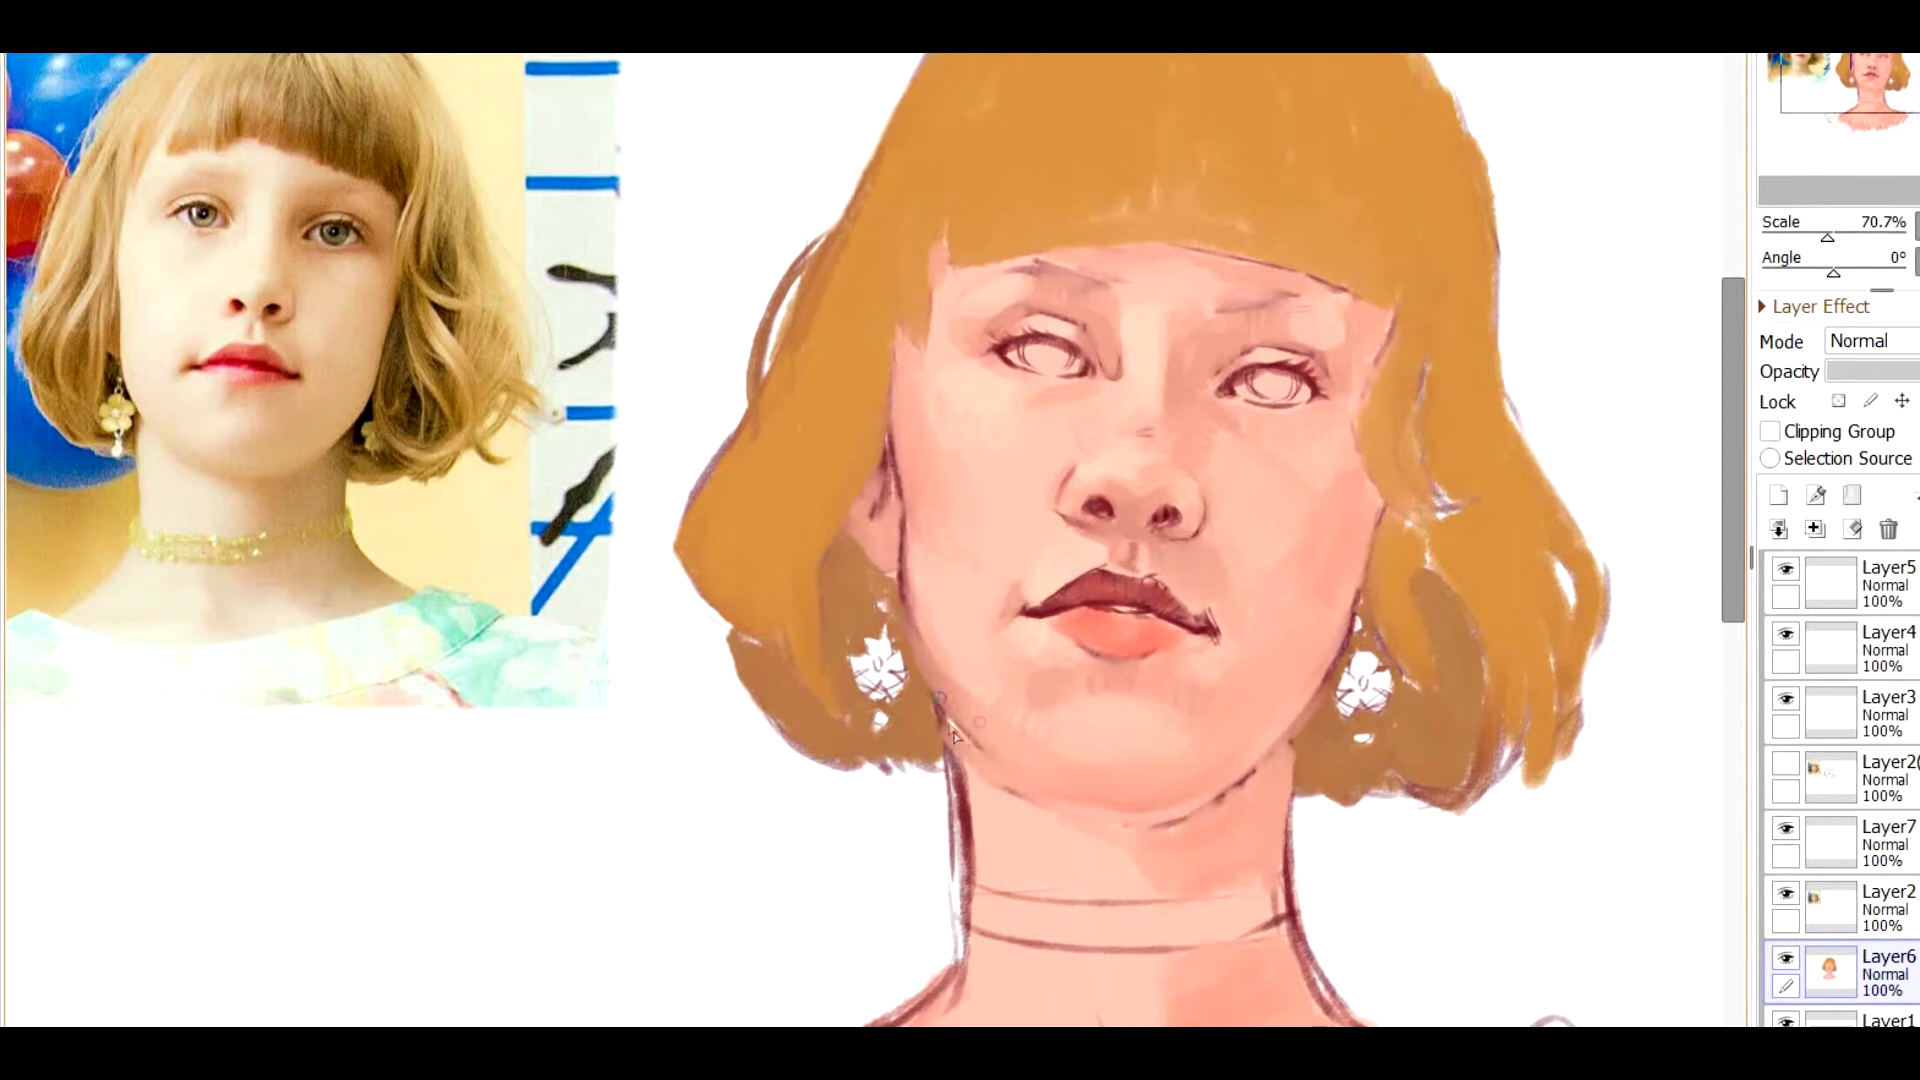 Scale 70.7%
Angle 0°
Layer Effect
Mode Normal
Opacity
Lock
Clipping Group
Selection Source
Layer5
Normal
100%
Layer4
Normal
100%
Layer3
Normal
100%
Layer2(
Normal
100%
Layer7
Normal
100%
Layer2
Normal
100%
Layer6
Normal
100%
Layer1